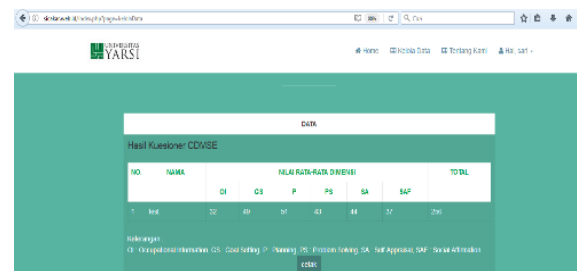 UNIVERSITAS
YARSI
Home Kelola Data Tentang Kami Hai, sari
DATA
Hasil Kuesioner CDMSE
NO. NAMA NILAI RATA-RATA DIMENSI TOTAL
OI GS P PS SA SAF
1 test 32 49 51 43 44 37 256
Keterangan :
OI : Occupational Information, GS : Goal Setting, P : Planning, PS : Problem Solving, SA : Self Appraisal, SAF : Social Affirmation
cetak